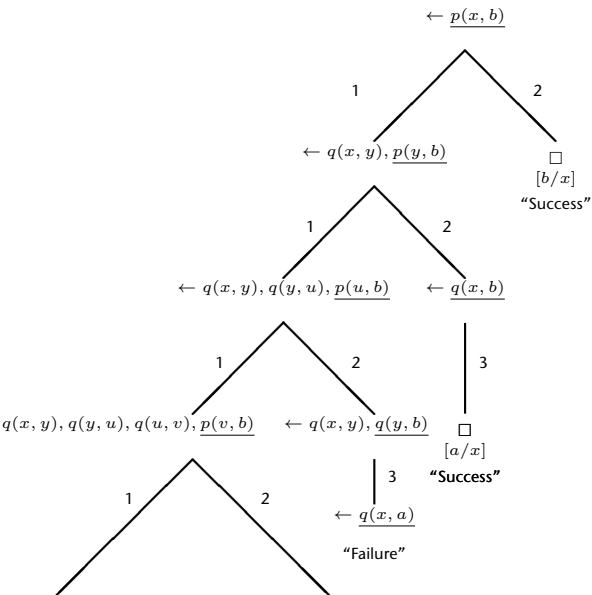 ← p(x, b)
1
2
← q(x, y), p(y, b)
□
[b/x]
“Success”
1
2
← q(x, y), q(y, u), p(u, b)
← q(x, b)
1
2
3
q(x, y), q(y, u), q(u, v), p(v, b)
← q(x, y), q(y, b)
□
[a/x]
“Success”
1
2
3
← q(x, a)
“Failure”